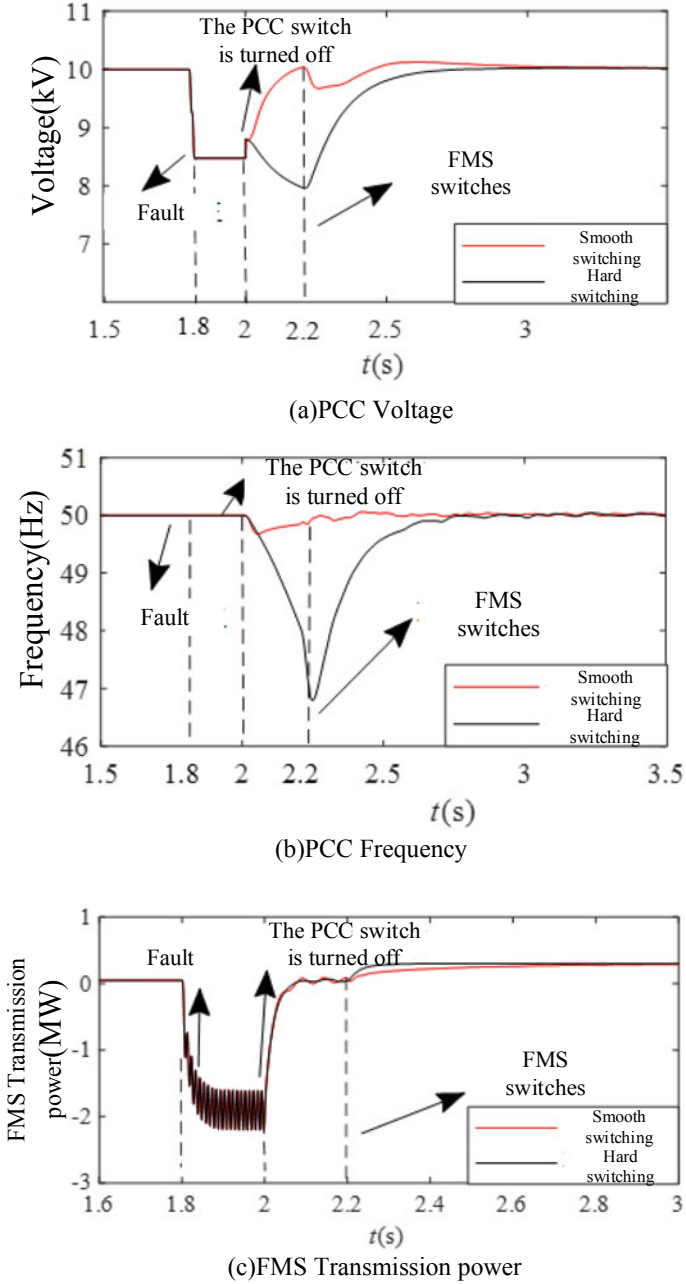 11
10
9
8
7
Voltage(kV)
The PCC switch
is turned off
Fault
FMS
switches
Smooth
switching
Hard
switching
1.5
1.8
2
2.2
2.5
3
t(s)
(a)PCC Voltage
51
50
49
48
47
46
Frequency(Hz)
The PCC switch
is turned off
Fault
FMS
switches
Smooth
switching
Hard
switching
1.5
1.8
2
2.2
2.5
3
3.5
t(s)
(b)PCC Frequency
1
0
-1
-2
-3
FMS Transmission
power(MW)
Fault
The PCC switch
is turned off
FMS
switches
Smooth
switching
Hard
switching
1.6
1.8
2
2.2
2.4
2.6
2.8
3
t(s)
(c)FMS Transmission power